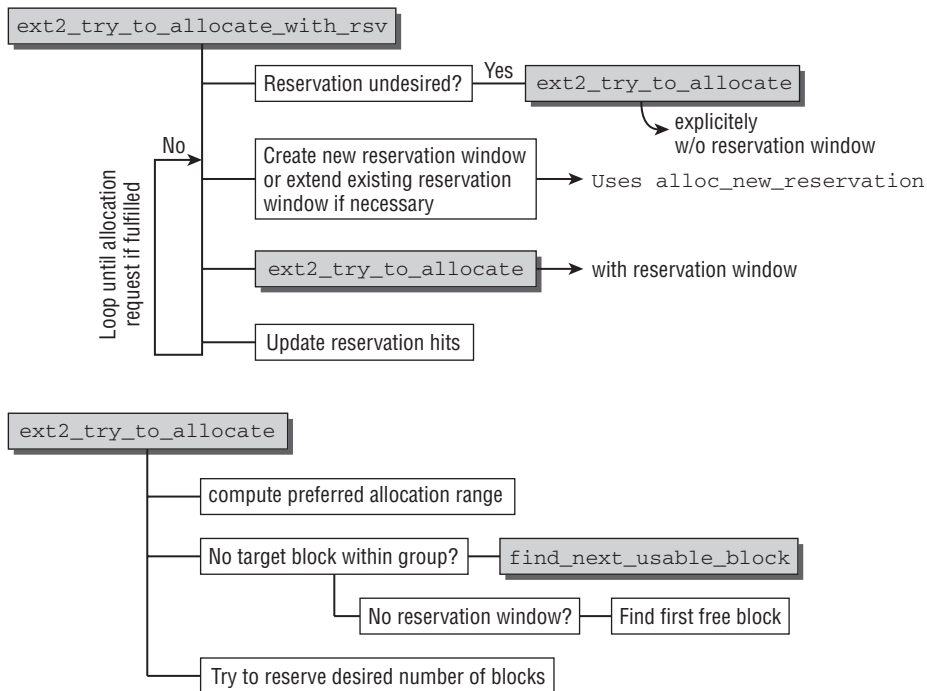 ext2_try_to_allocate_with_rsv
Reservation undesired?
Yes
ext2_try_to_allocate
explicitely
w/o reservation window
No
Loop until allocation
request if fulfilled
Create new reservation window
or extend existing reservation
window if necessary
Uses alloc_new_reservation
ext2_try_to_allocate
with reservation window
Update reservation hits
ext2_try_to_allocate
compute preferred allocation range
No target block within group?
find_next_usable_block
No reservation window?
Find first free block
Try to reserve desired number of blocks